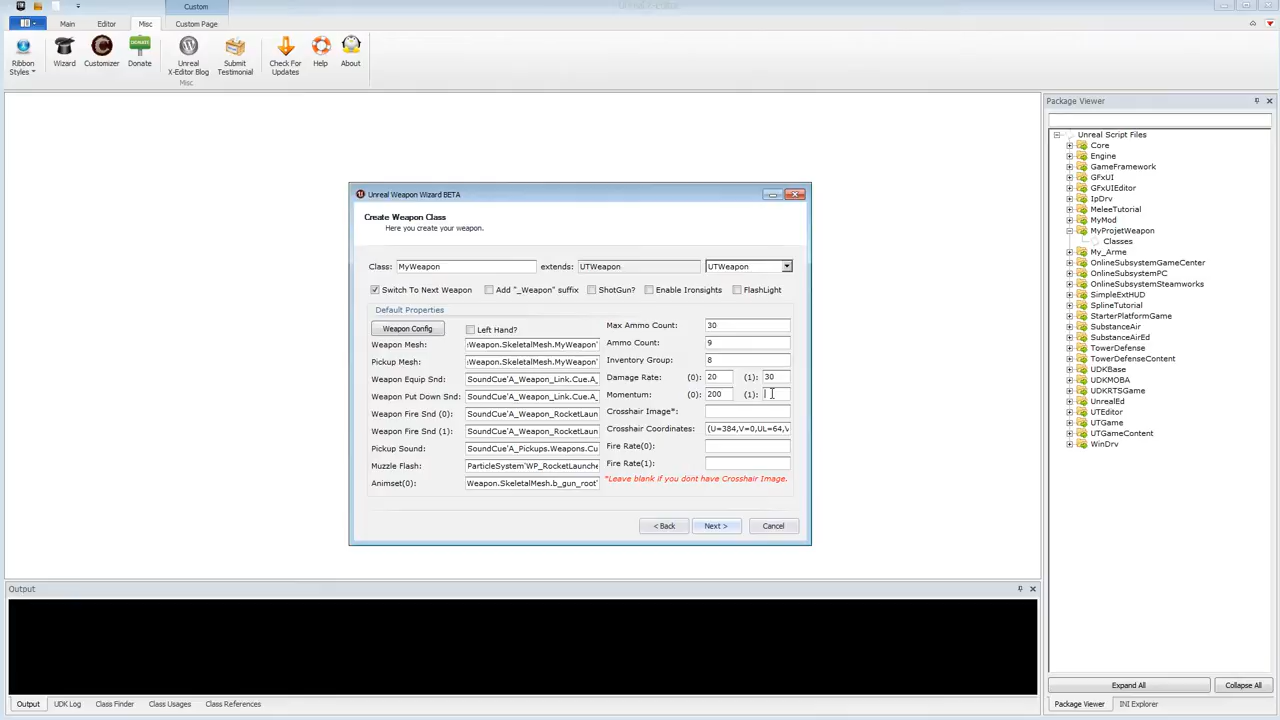 Custom
Main
Editor
Misc
Custom Page
Ribbon
Styles
Wizard
Customizer
DONATE
Donate
Unreal
X-Editor Blog
Submit
Testimonial
Check For
Updates
Help
About
Misc
Package Viewer
Unreal Script Files
Core
Engine
GameFramework
GFxUI
GFxUIEditor
IpDrv
MeleeTutorial
MyMod
MyProjetWeapon
Classes
My_Arme
OnlineSubsystemGameCenter
OnlineSubsystemPC
OnlineSubsystemSteamworks
SimpleExtHUD
SplineTutorial
StarterPlatformGame
SubstanceAir
SubstanceAirEd
TowerDefense
TowerDefenseContent
UDKBase
UDKMOBA
UDKRTSGame
UnrealEd
UTEditor
UTGame
UTGameContent
WinDrv
Expand All
Collapse All
Package Viewer
INI Explorer
Unreal Weapon Wizard BETA
Create Weapon Class
Here you create your weapon.
Class: MyWeapon extends: UTWeapon UTWeapon
Switch To Next Weapon Add "_Weapon" suffix ShotGun? Enable Ironsights FlashLight
Default Properties
Weapon Config Left Hand?
Weapon Mesh: :Weapon.SkeletalMesh.MyWeapon'
Pickup Mesh: :Weapon.SkeletalMesh.MyWeapon'
Weapon Equip Snd: SoundCue'A_Weapon_Link.Cue.A_
Weapon Put Down Snd: SoundCue'A_Weapon_Link.Cue.A_
Weapon Fire Snd (0): SoundCue'A_Weapon_RocketLaun
Weapon Fire Snd (1): SoundCue'A_Weapon_RocketLaun
Pickup Sound: SoundCue'A_Pickups.Weapons.Cu
Muzzle Flash: ParticleSystem'WP_RocketLaunche
Animset(0): Weapon.SkeletalMesh.b_gun_root'
Max Ammo Count: 30
Ammo Count: 9
Inventory Group: 8
Damage Rate: (0): 20 (1): 30
Momentum: (0): 200 (1):
Crosshair Image*:
Crosshair Coordinates: (U=384,V=0,UL=64,V
Fire Rate(0):
Fire Rate(1):
*Leave blank if you dont have Crosshair Image.
< Back Next > Cancel
Output
Output
UDK Log
Class Finder
Class Usages
Class References